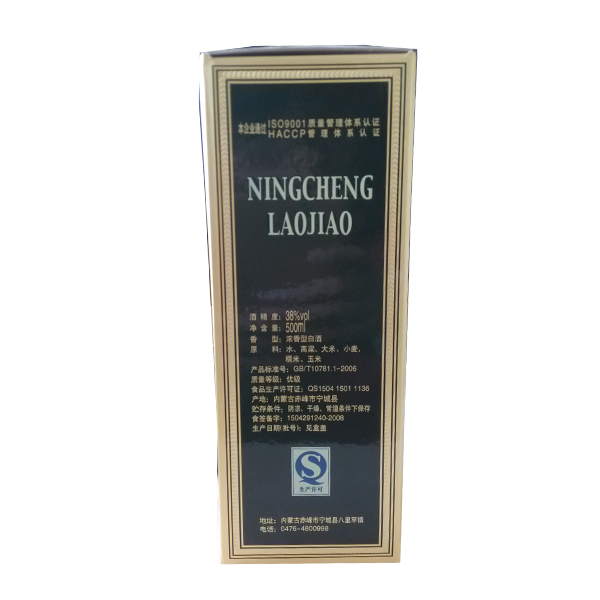 本企业通过 ISO9001质量管理体系认证
HACCP管理体系认证
NINGCHENG
LAOJIAO
酒精度：38%vol
净含量：500ml
香型：浓香型白酒
原料：水、高粱、大米、小麦、
糯米、玉米
产品标准号：GB/T10781.1-2006
质量等级：优级
食品生产许可证：QS1504 1501 1136
产地：内蒙古赤峰市宁城县
贮存条件：阴凉、干燥、常温条件下保存
食签备字：1504291240-2008
生产日期(批号)：见盒盖
生产许可
地址：内蒙古赤峰市宁城县八里罕镇
电话：0476-4800998